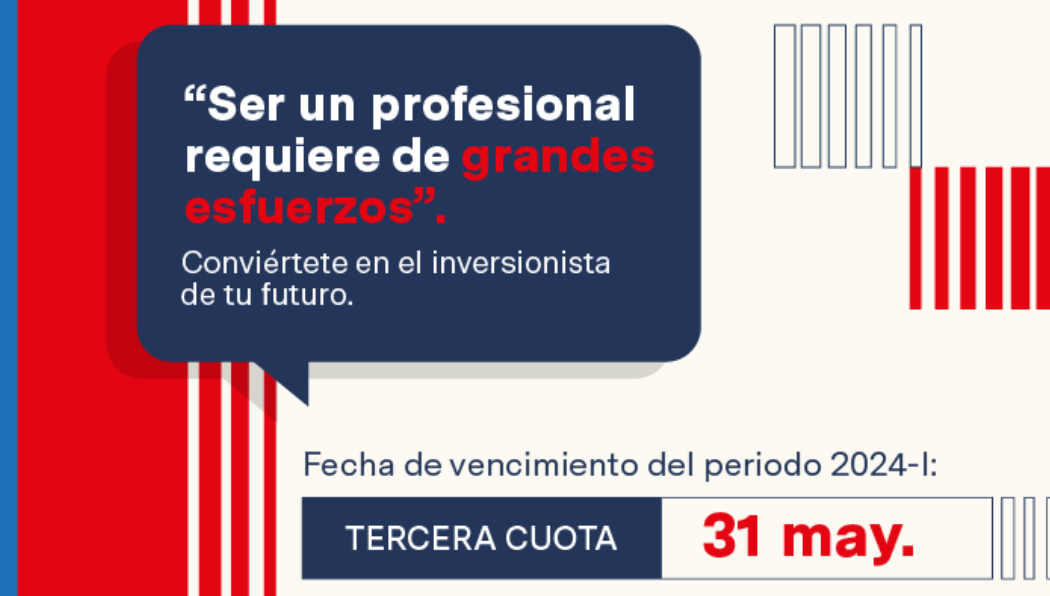 “Ser un profesional
requiere de grandes
esfuerzos”.
Conviértete en el inversionista
de tu futuro.
Fecha de vencimiento del periodo 2024-I:
TERCERA CUOTA
31 may.